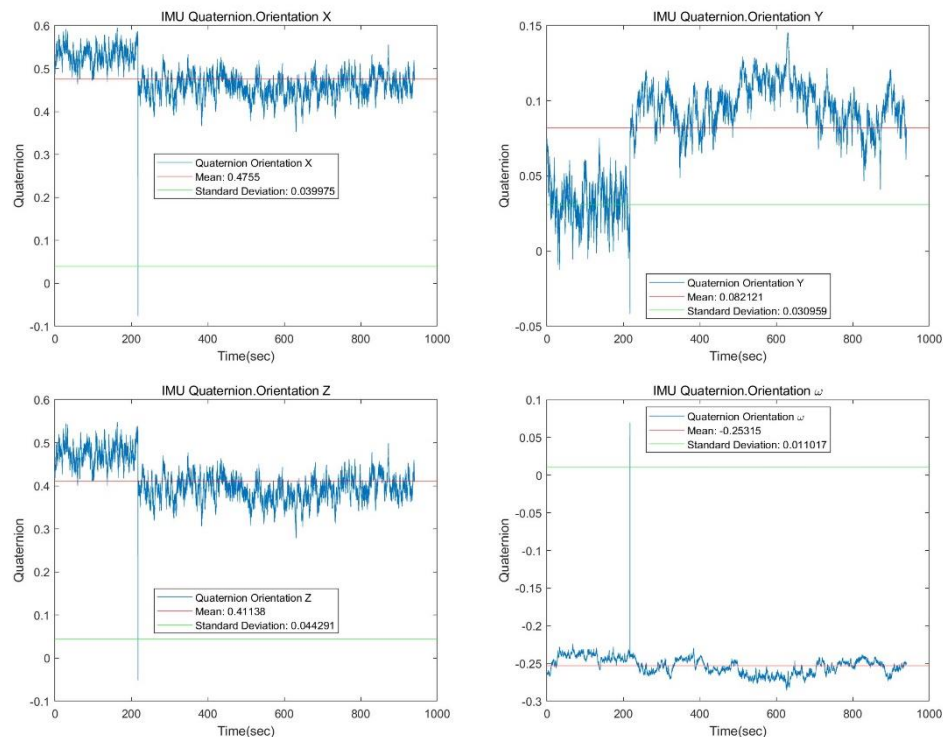 IMU Quaternion.Orientation X
0.6
0.5
0.4
0.3
0.2
0.1
0
-0.1
Quaternion
Quaternion Orientation X
Mean: 0.4755
Standard Deviation: 0.039975
0 200 400 600 800 1000
Time(sec)
IMU Quaternion.Orientation Y
0.15
0.1
0.05
0
-0.05
Quaternion
Quaternion Orientation Y
Mean: 0.082121
Standard Deviation: 0.030959
0 200 400 600 800 1000
Time(sec)
IMU Quaternion.Orientation Z
0.6
0.5
0.4
0.3
0.2
0.1
0
-0.1
Quaternion
Quaternion Orientation Z
Mean: 0.41138
Standard Deviation: 0.044291
0 200 400 600 800 1000
Time(sec)
IMU Quaternion.Orientation ω
0.1
0.05
0
-0.05
-0.1
-0.15
-0.2
-0.25
-0.3
Quaternion
Quaternion Orientation ω
Mean: -0.25315
Standard Deviation: 0.011017
0 200 400 600 800 1000
Time(sec)